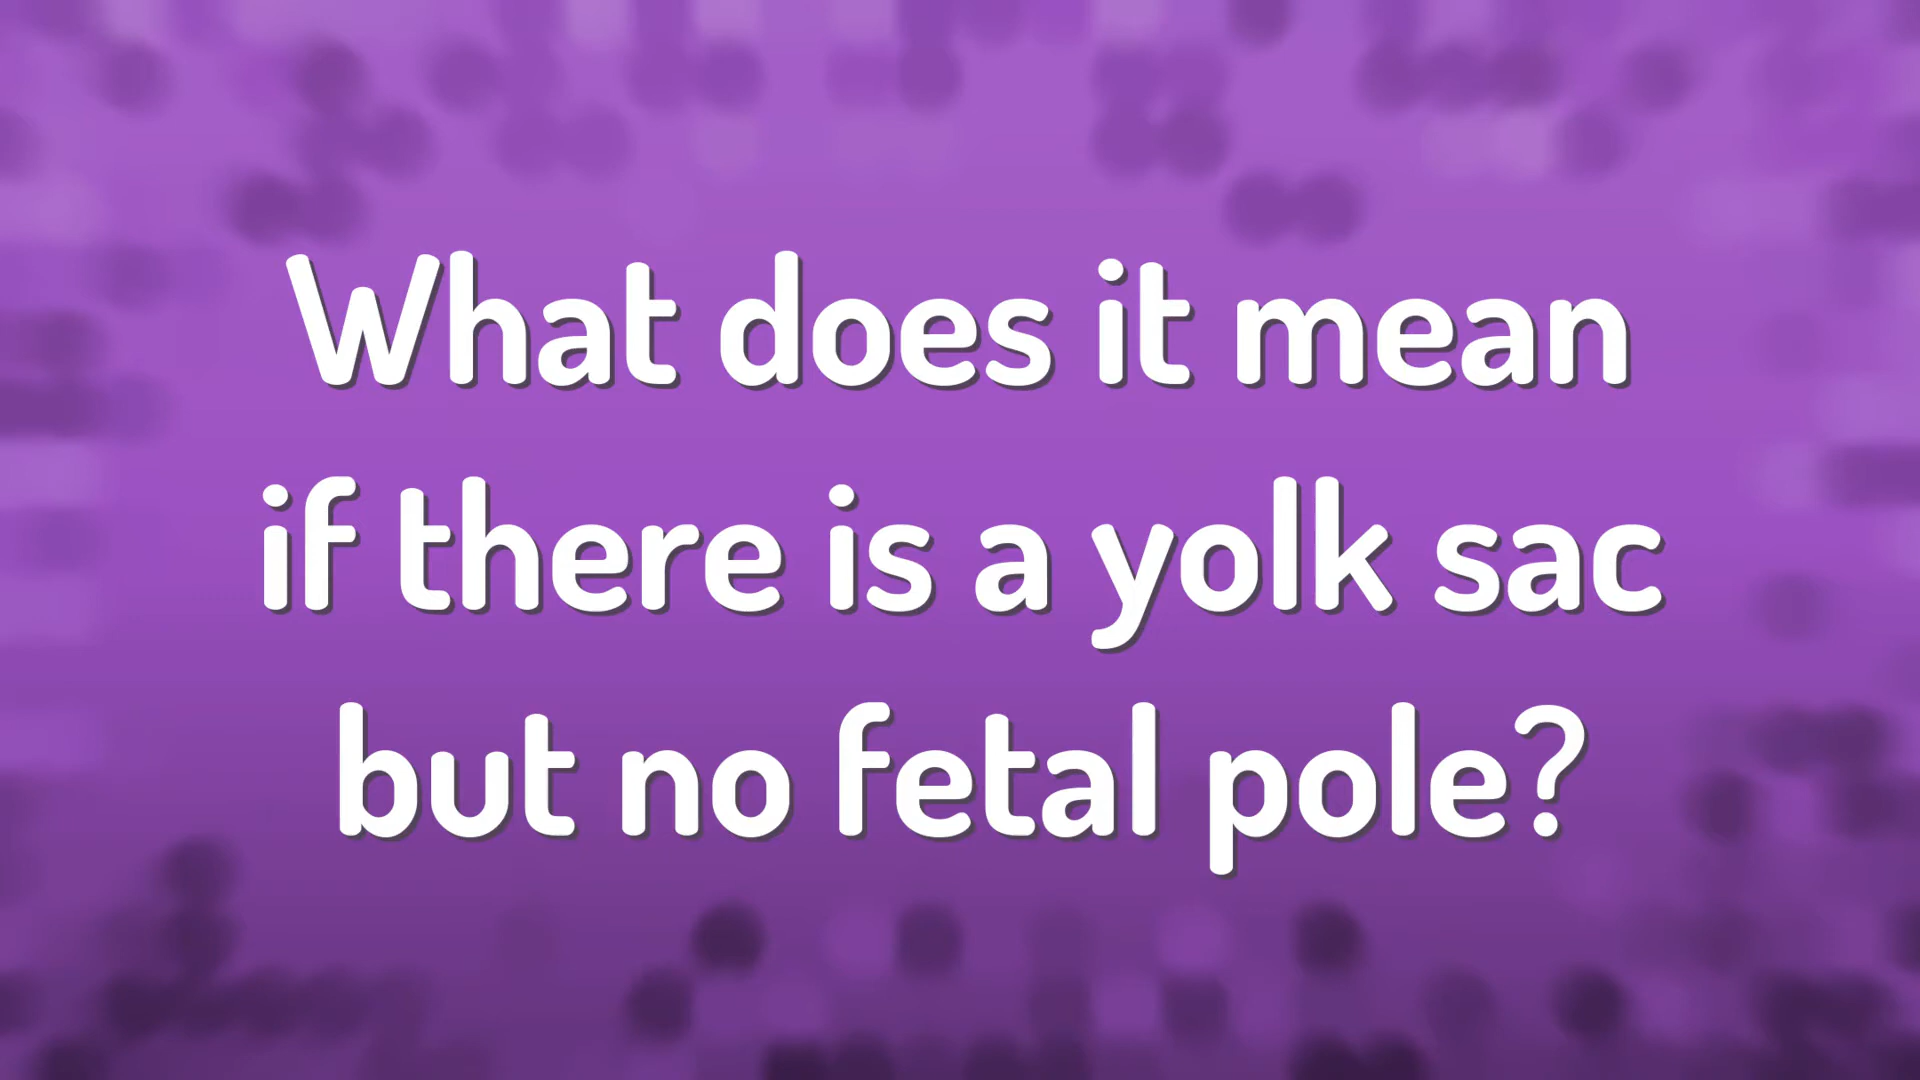 What does it mean
if there is a yolk sac
but no fetal pole?